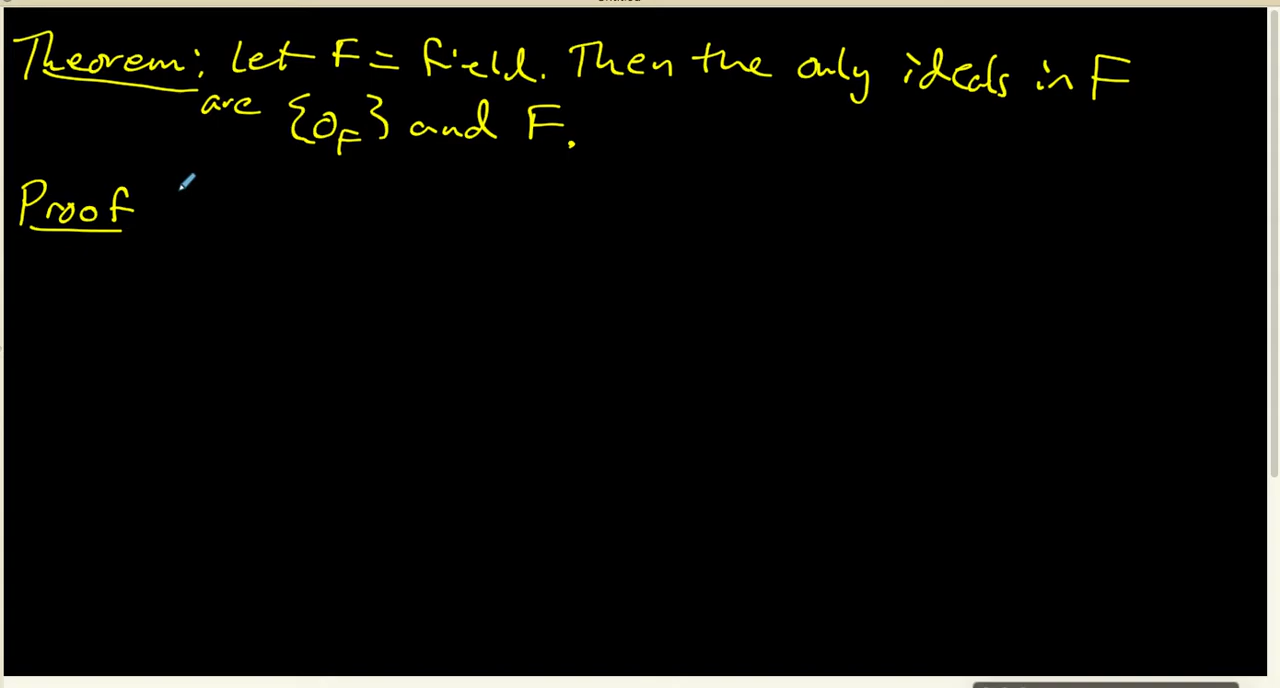 Theorem: Let F = field. Then the only ideals in F
are {0_F} and F.
Proof